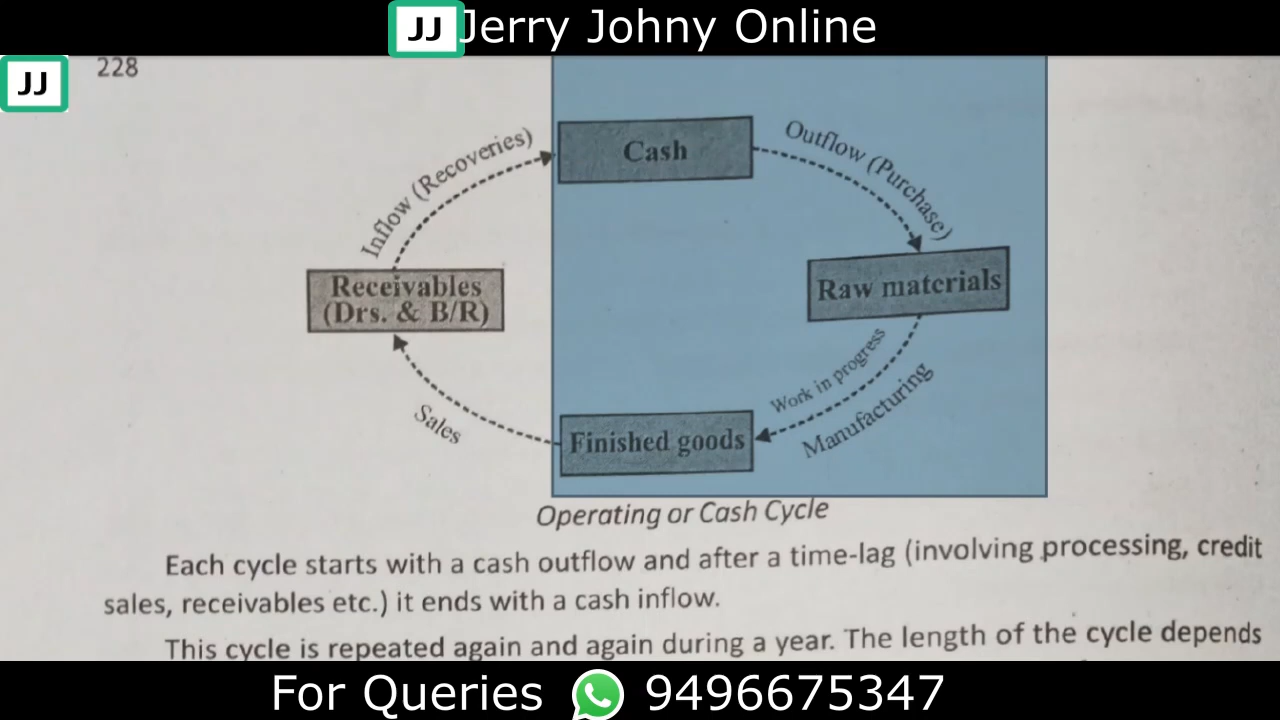 JJ Jerry Johny Online
JJ
228
Cash
Outflow (Purchase)
Inflow (Recoveries)
Receivables
(Drs. & B/R)
Raw materials
Work in progress
Manufacturing
Sales
Finished goods
Operating or Cash Cycle
Each cycle starts with a cash outflow and after a time-lag (involving processing, credit
sales, receivables etc.) it ends with a cash inflow.
This cycle is repeated again and again during a year. The length of the cycle depends
For Queries 9496675347